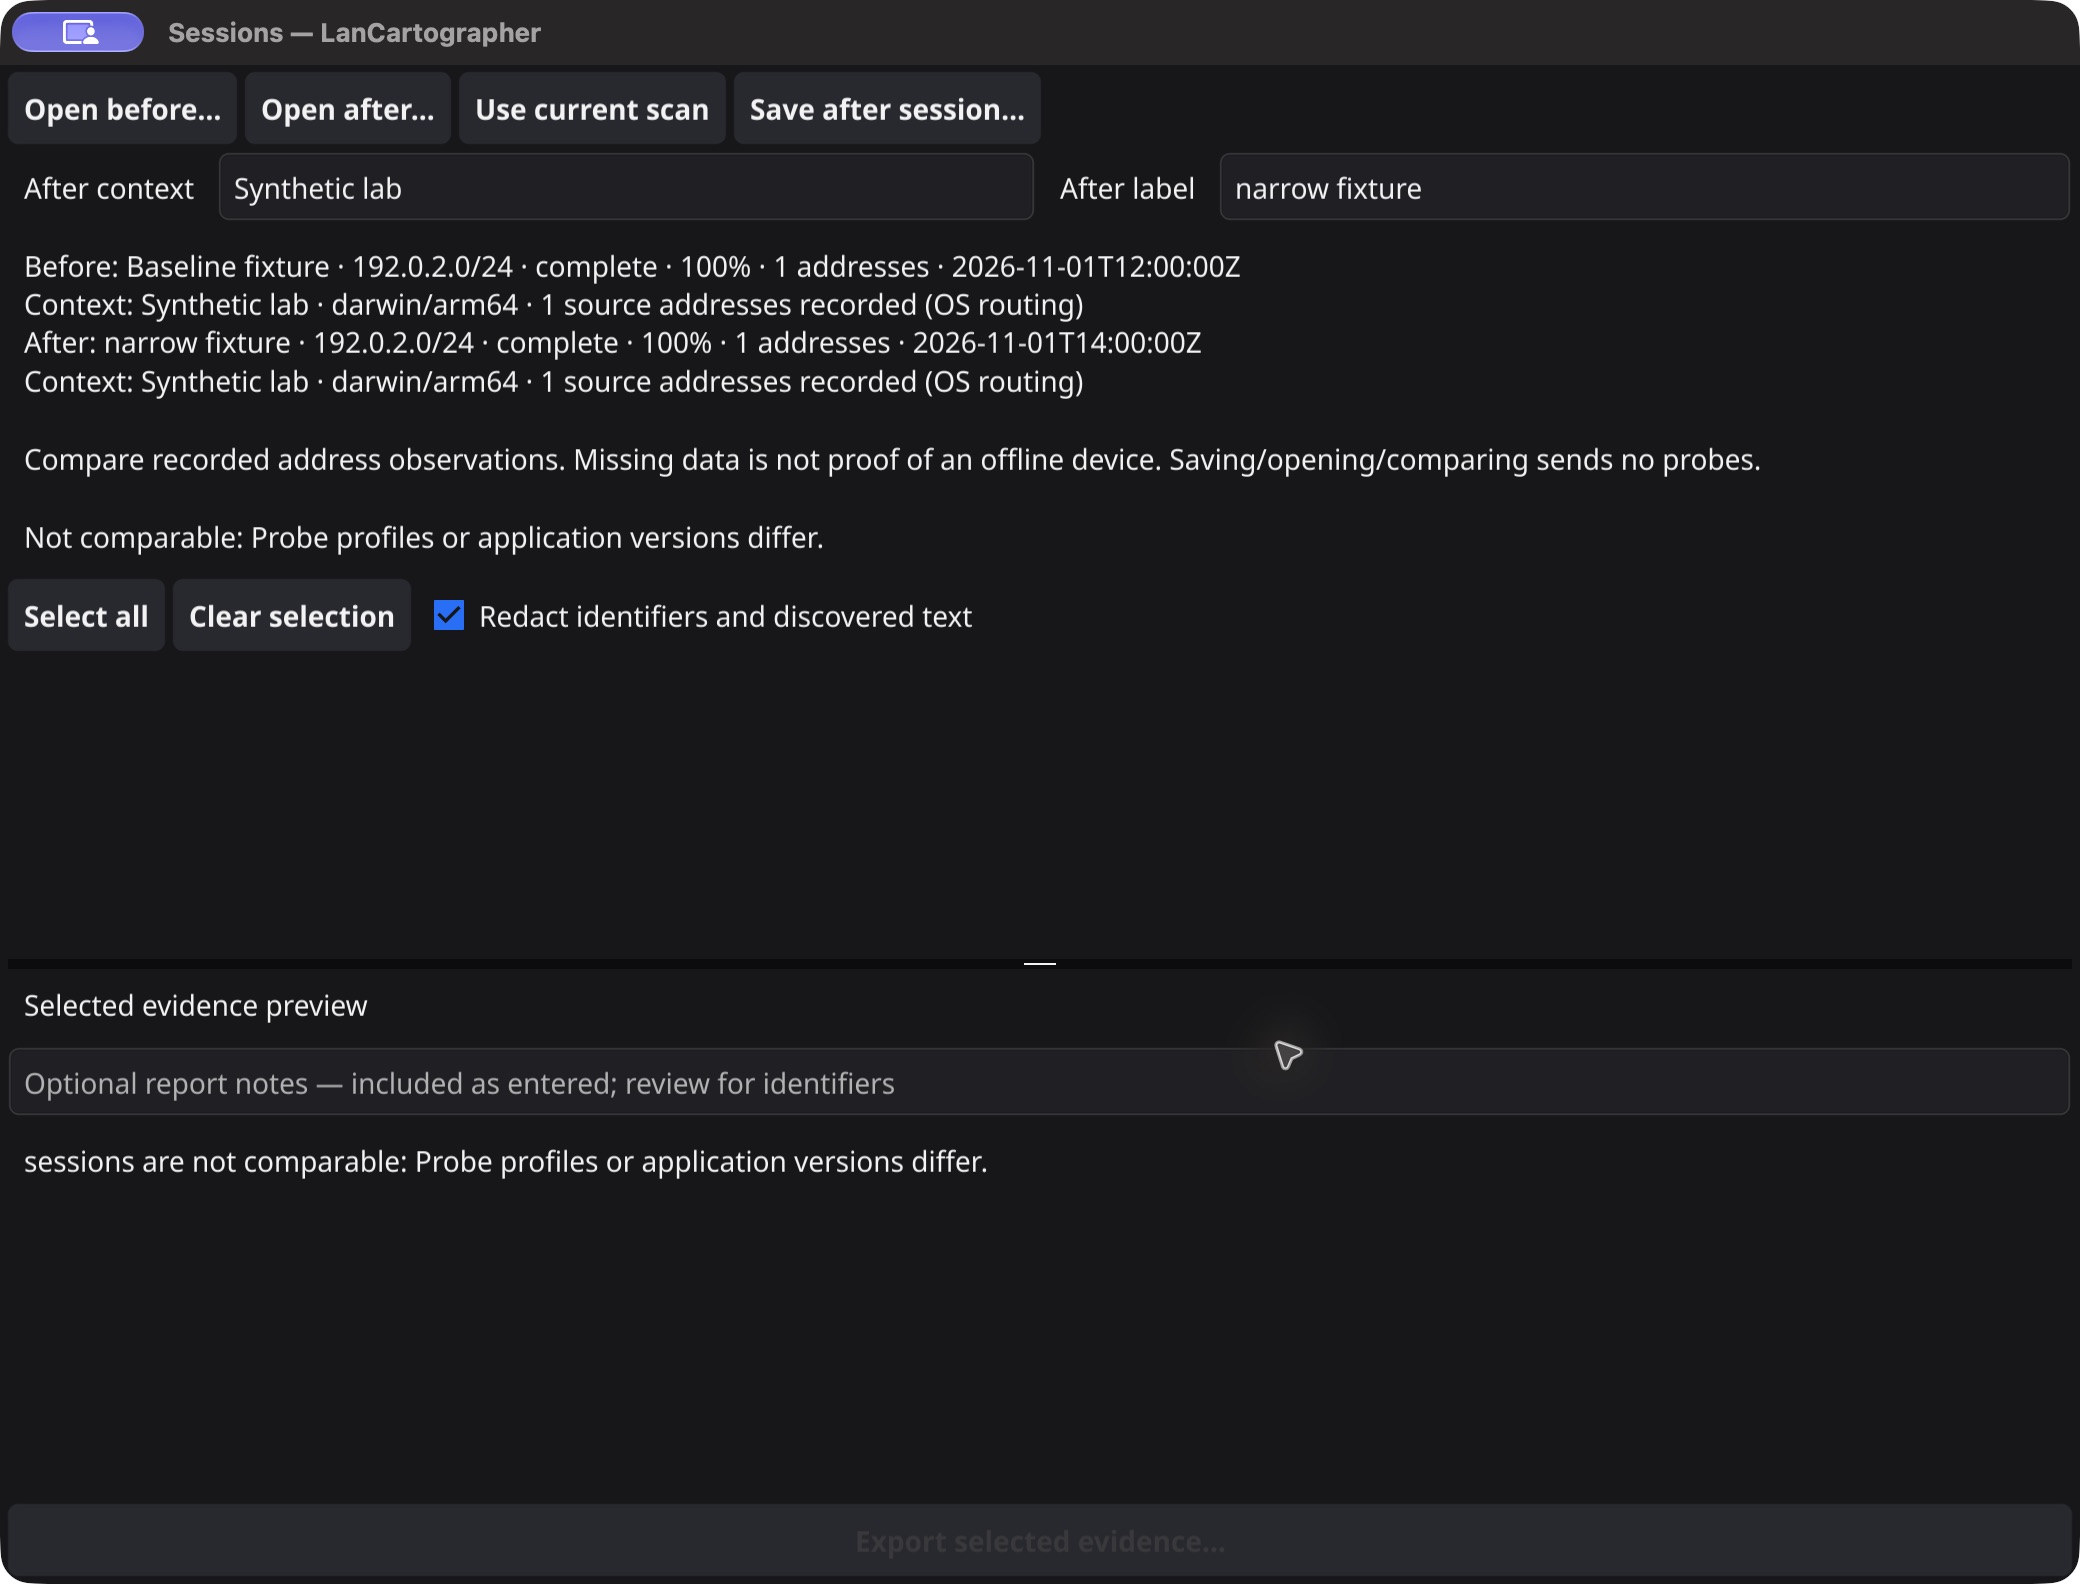 Sessions — LanCartographer
Open before... Open after... Use current scan Save after session...
After context Synthetic lab After label narrow fixture
Before: Baseline fixture · 192.0.2.0/24 · complete · 100% · 1 addresses · 2026-11-01T12:00:00Z
Context: Synthetic lab · darwin/arm64 · 1 source addresses recorded (OS routing)
After: narrow fixture · 192.0.2.0/24 · complete · 100% · 1 addresses · 2026-11-01T14:00:00Z
Context: Synthetic lab · darwin/arm64 · 1 source addresses recorded (OS routing)
Compare recorded address observations. Missing data is not proof of an offline device. Saving/opening/comparing sends no probes.
Not comparable: Probe profiles or application versions differ.
Select all Clear selection Redact identifiers and discovered text
Selected evidence preview
Optional report notes — included as entered; review for identifiers
sessions are not comparable: Probe profiles or application versions differ.
Export selected evidence...